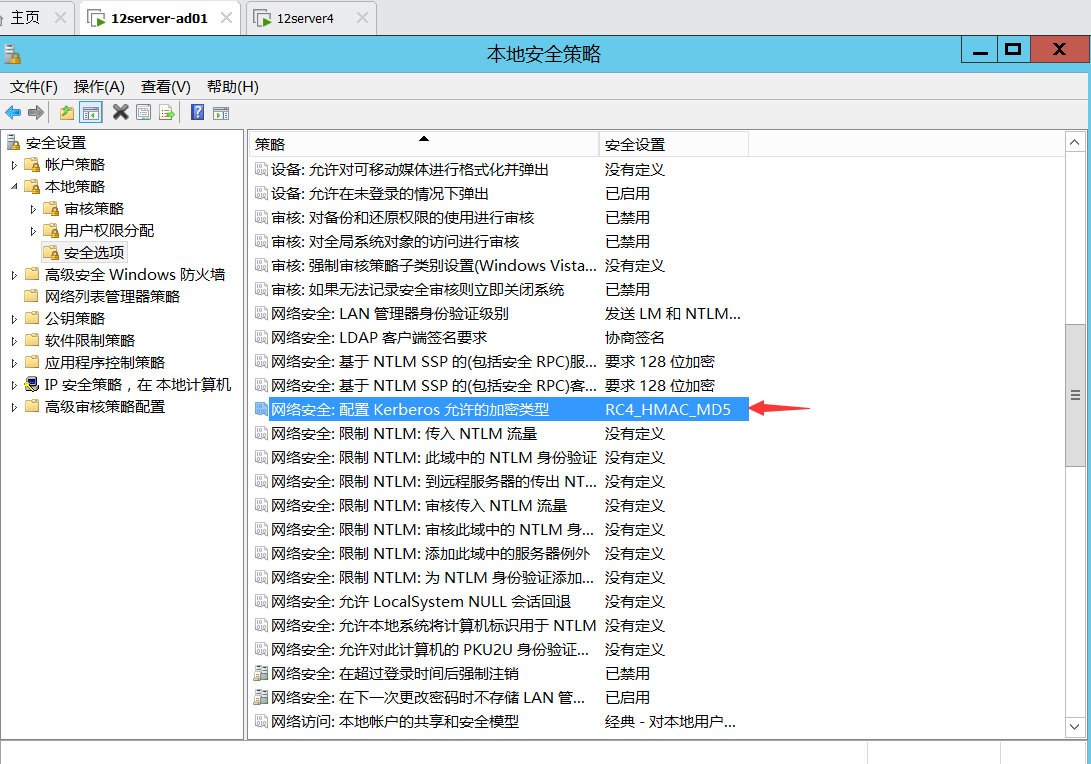 主页
12server-ad01
12server4
本地安全策略
文件(F) 操作(A) 查看(V) 帮助(H)
安全设置
帐户策略
本地策略
审核策略
用户权限分配
安全选项
高级安全 Windows 防火墙
网络列表管理器策略
公钥策略
软件限制策略
应用程序控制策略
IP 安全策略，在 本地计算机
高级审核策略配置
策略 安全设置
设备: 允许对可移动媒体进行格式化并弹出 没有定义
设备: 允许在未登录的情况下弹出 已启用
审核: 对备份和还原权限的使用进行审核 已禁用
审核: 对全局系统对象的访问进行审核 已禁用
审核: 强制审核策略子类别设置(Windows Vista... 没有定义
审核: 如果无法记录安全审核则立即关闭系统 已禁用
网络安全: LAN 管理器身份验证级别 发送 LM 和 NTLM...
网络安全: LDAP 客户端签名要求 协商签名
网络安全: 基于 NTLM SSP 的(包括安全 RPC)服... 要求 128 位加密
网络安全: 基于 NTLM SSP 的(包括安全 RPC)客... 要求 128 位加密
网络安全: 配置 Kerberos 允许的加密类型 RC4_HMAC_MD5
网络安全: 限制 NTLM: 传入 NTLM 流量 没有定义
网络安全: 限制 NTLM: 此域中的 NTLM 身份验证 没有定义
网络安全: 限制 NTLM: 到远程服务器的传出 NT... 没有定义
网络安全: 限制 NTLM: 审核传入 NTLM 流量 没有定义
网络安全: 限制 NTLM: 审核此域中的 NTLM 身... 没有定义
网络安全: 限制 NTLM: 添加此域中的服务器例外 没有定义
网络安全: 限制 NTLM: 为 NTLM 身份验证添加... 没有定义
网络安全: 允许 LocalSystem NULL 会话回退 没有定义
网络安全: 允许本地系统将计算机标识用于 NTLM 没有定义
网络安全: 允许对此计算机的 PKU2U 身份验证... 没有定义
网络安全: 在超过登录时间后强制注销 已禁用
网络安全: 在下一次更改密码时不存储 LAN 管... 已启用
网络访问: 本地帐户的共享和安全模型 经典 - 对本地用户...